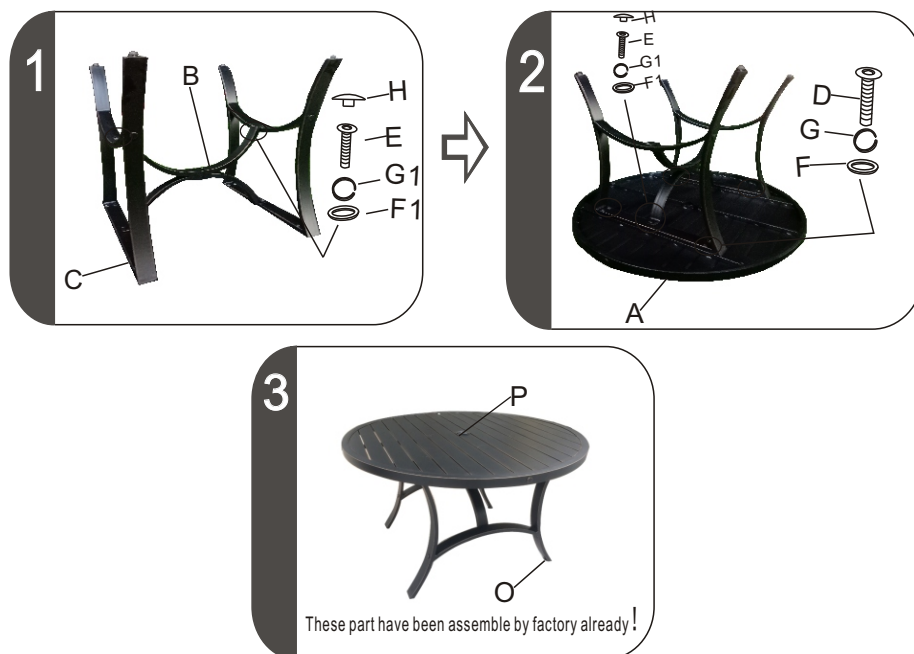 1
B
H
E
G1
F1
C
2
H
E
G1
F1
D
G
F
A
3
P
O
These part have been assemble by factory already!